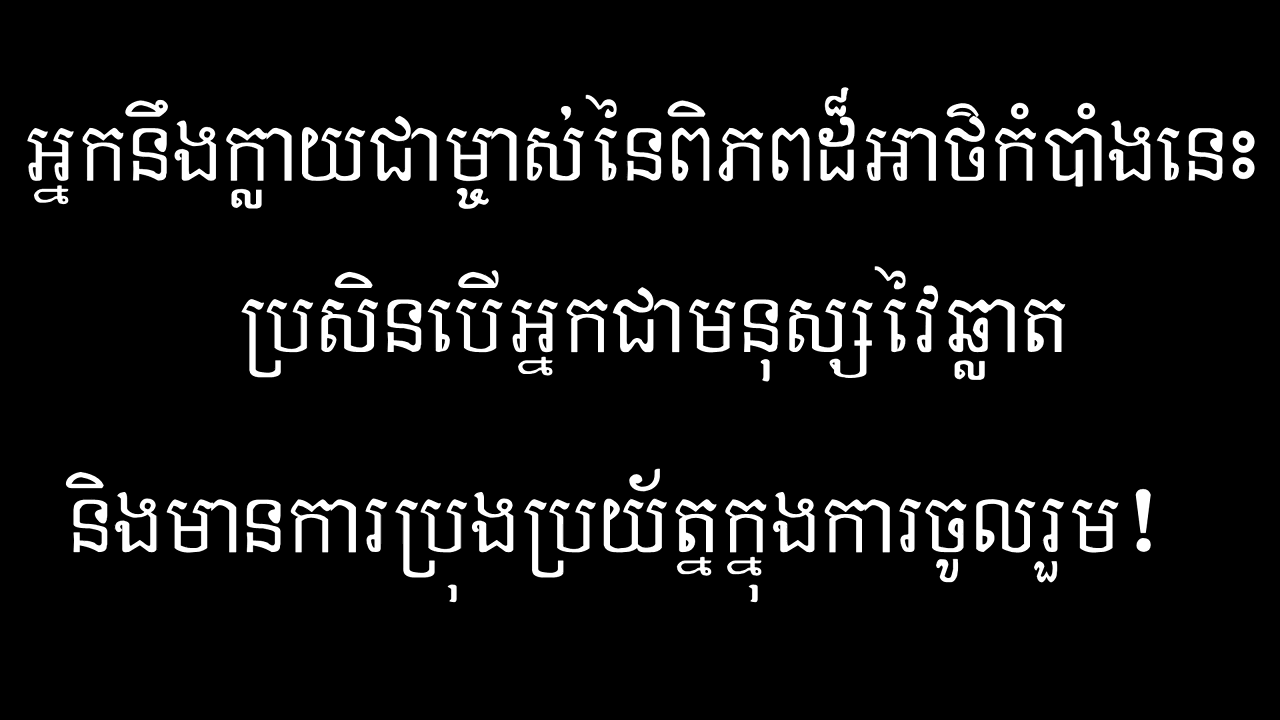 អ្នកនឹងក្លាយជាម្ចាស់នៃពិភពដ៏អាថិកំបាំងនេះ
ប្រសិនបើអ្នកជាមនុស្សវៃឆ្លាត
និងមានការប្រុងប្រយ័ត្នក្នុងការចូលរួម!